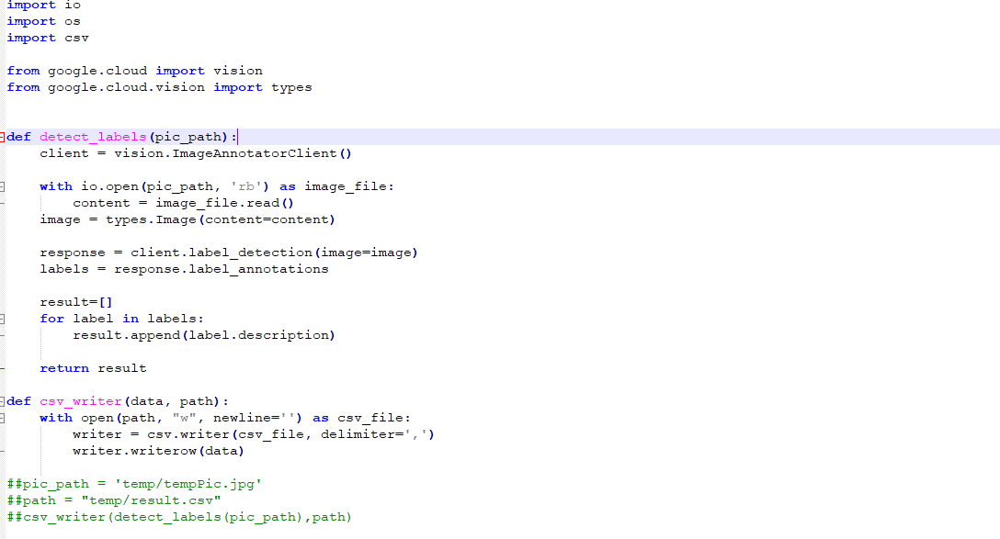 import io
import os
import csv
from google.cloud import vision
from google.cloud.vision import types
def detect_labels(pic_path):
    client = vision.ImageAnnotatorClient()
    with io.open(pic_path, 'rb') as image_file:
        content = image_file.read()
    image = types.Image(content=content)
    response = client.label_detection(image=image)
    labels = response.label_annotations
    result=[]
    for label in labels:
        result.append(label.description)
    return result
def csv_writer(data, path):
    with open(path, "w", newline='') as csv_file:
        writer = csv.writer(csv_file, delimiter=',')
        writer.writerow(data)
##pic_path = 'temp/tempPic.jpg'
##path = "temp/result.csv"
##csv_writer(detect_labels(pic_path),path)